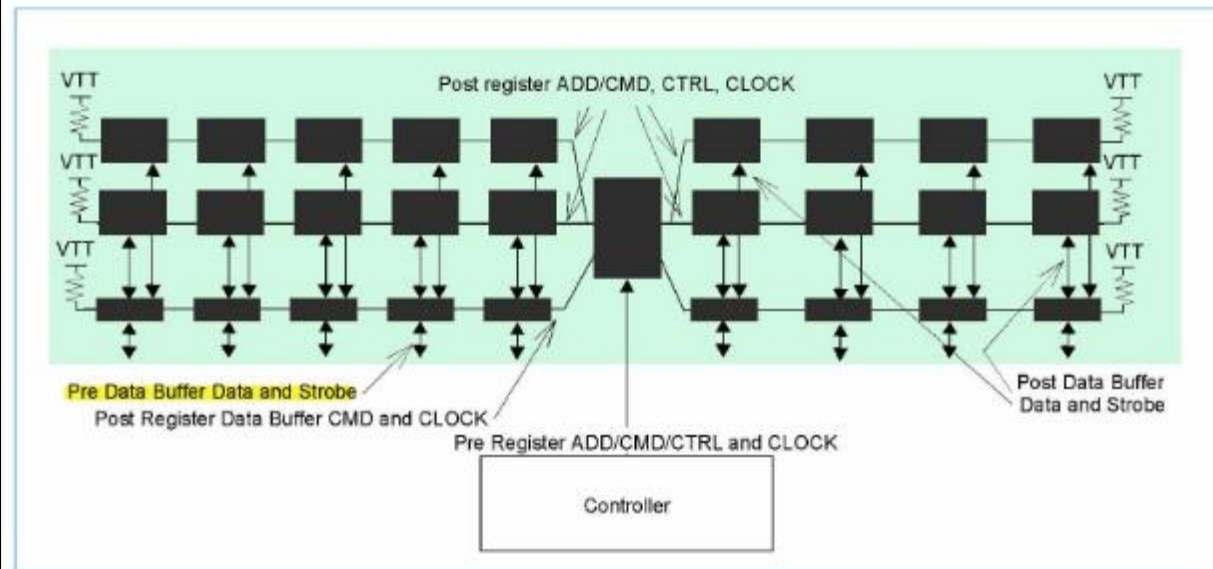 VTT
Post register ADD/CMD, CTRL, CLOCK
VTT
VTT
VTT
VTT
VTT
Pre Data Buffer Data and Strobe
Post Data Buffer
Data and Strobe
Post Register Data Buffer CMD and CLOCK
Pre Register ADD/CMD/CTRL and CLOCK
Controller